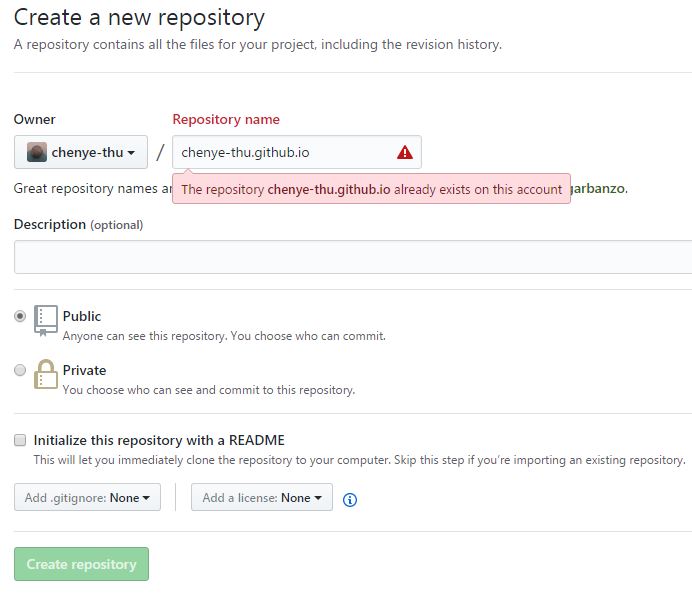 Create a new repository
A repository contains all the files for your project, including the revision history.
Owner Repository name
chenye-thu / chenye-thu.github.io
Great repository names
The repository chenye-thu.github.io already exists on this account
Description (optional)
Public
Anyone can see this repository. You choose who can commit.
Private
You choose who can see and commit to this repository.
Initialize this repository with a README
This will let you immediately clone the repository to your computer. Skip this step if you’re importing an existing repository.
Add .gitignore: None Add a license: None
Create repository